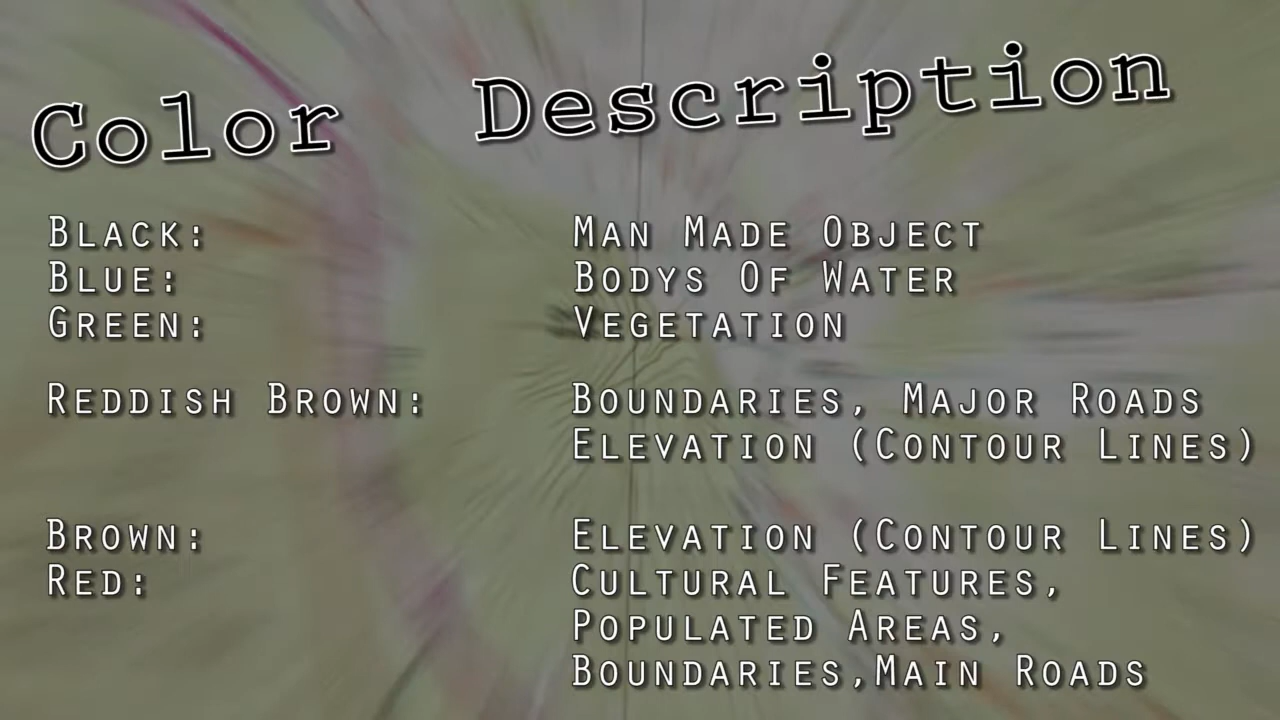 Color Description
Black: Man Made Object
Blue: Bodys Of Water
Green: Vegetation
Reddish Brown: Boundaries, Major Roads
Elevation (Contour Lines)
Brown: Elevation (Contour Lines)
Red: Cultural Features,
Populated Areas,
Boundaries,Main Roads